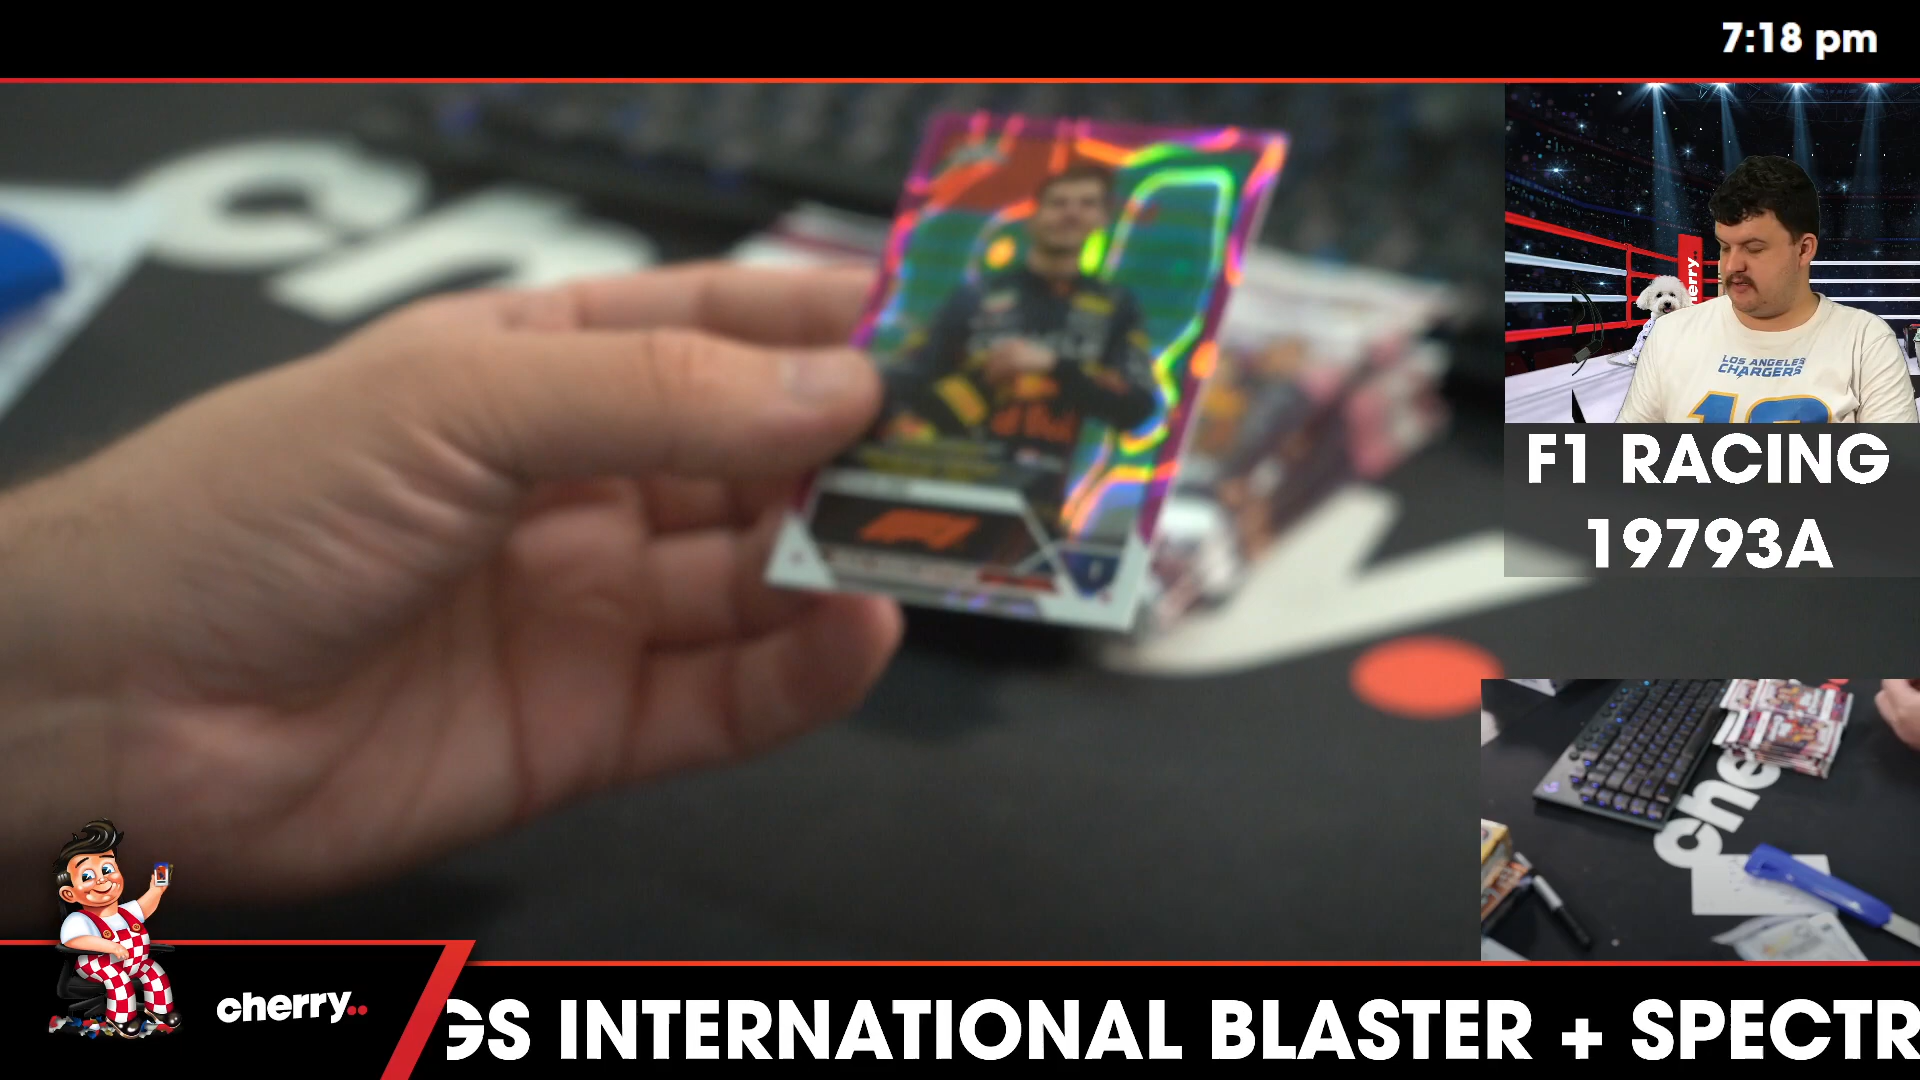 7:18 pm
LOS ANGELES
CHARGERS
F1 RACING
19793A
cherry..
GS INTERNATIONAL BLASTER + SPECTR